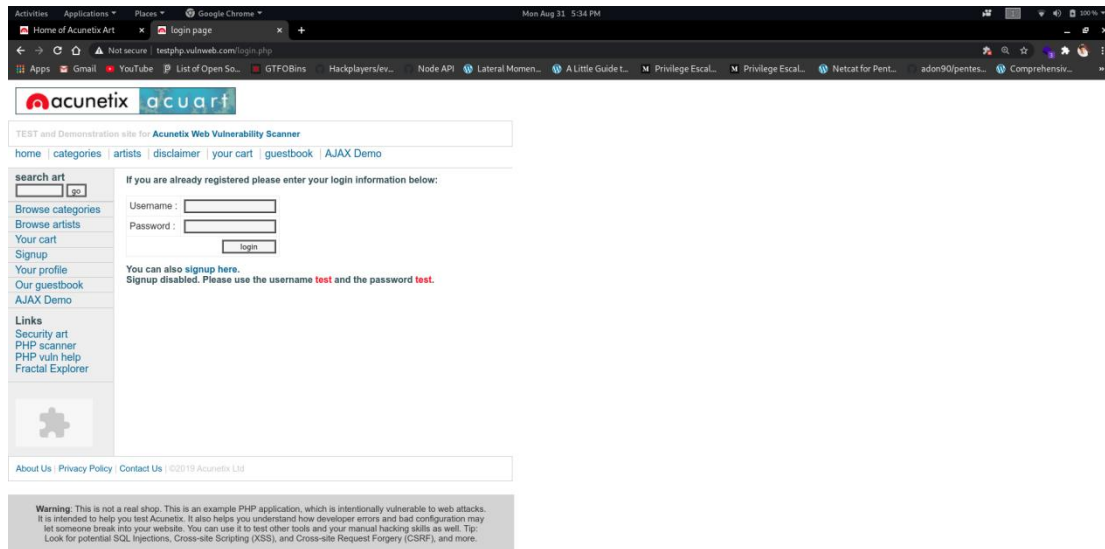 Activities Applications Places Google Chrome Mon Aug 31 5:34 PM 1 100 %
Home of Acunetix Art login page
Not secure | testphp.vulnweb.com/login.php
Apps Gmail YouTube List of Open So... GTFOBins Hackplayers/ev... Node API Lateral Momen... A Little Guide t... Privilege Escal... Privilege Escal... Netcat for Pent... adon90/pentes... Comprehensiv... »
acunetix acuart
TEST and Demonstration site for Acunetix Web Vulnerability Scanner
home | categories | artists | disclaimer | your cart | guestbook | AJAX Demo
search art
go
Browse categories
Browse artists
Your cart
Signup
Your profile
Our guestbook
AJAX Demo
Links
Security art
PHP scanner
PHP vuln help
Fractal Explorer
If you are already registered please enter your login information below:
Username :
Password :
login
You can also signup here.
Signup disabled. Please use the username test and the password test.
About Us | Privacy Policy | Contact Us | ©2019 Acunetix Ltd
Warning: This is not a real shop. This is an example PHP application, which is intentionally vulnerable to web attacks.
It is intended to help you test Acunetix. It also helps you understand how developer errors and bad configuration may
let someone break into your website. You can use it to test other tools and your manual hacking skills as well. Tip:
Look for potential SQL Injections, Cross-site Scripting (XSS), and Cross-site Request Forgery (CSRF), and more.